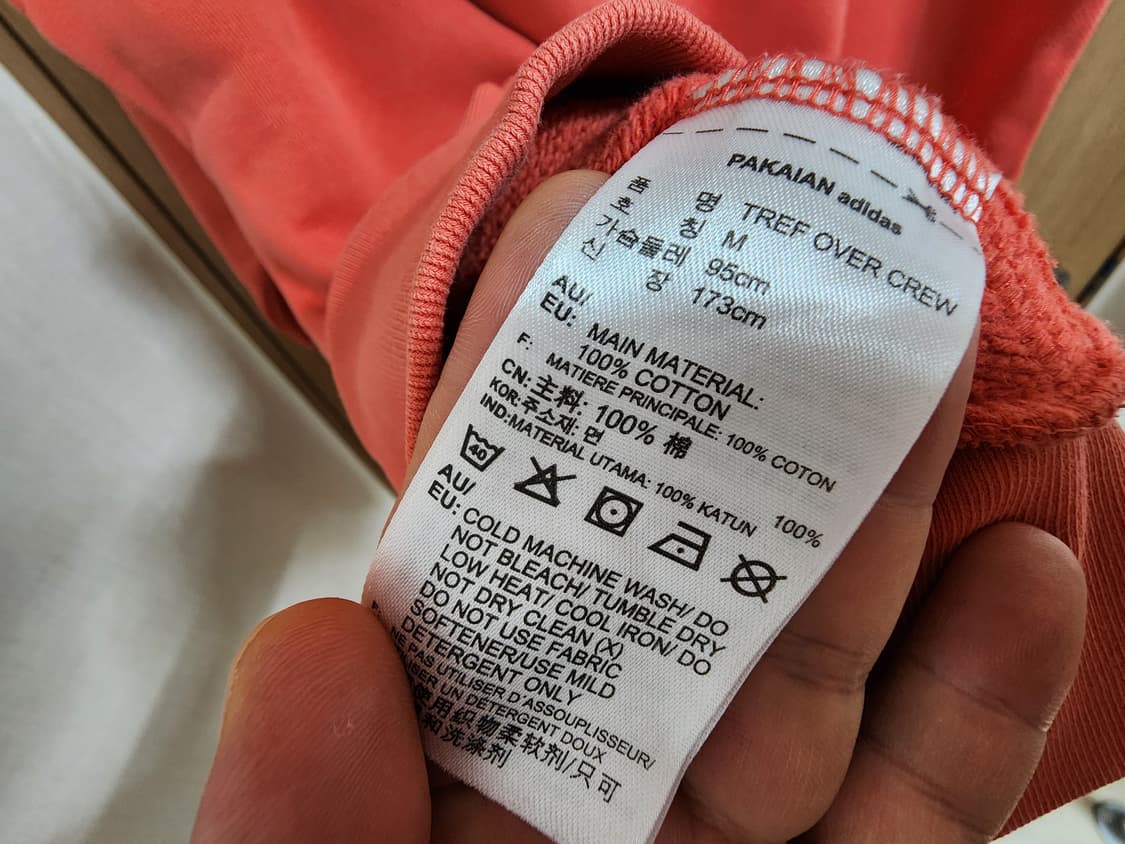 PAKAIAN adidas
품 명 TREF OVER CREW
호 칭 M
가슴둘레 95cm
신 장 173cm
AU/ EU: MAIN MATERIAL:
100% COTTON
F: MATIERE PRINCIPALE: 100% COTON
CN: 主料: 100% 棉
KOR: 주소재: 면 100%
IND:MATERIAL UTAMA: 100% KATUN
40
AU/ EU: COLD MACHINE WASH/ DO
NOT BLEACH/ TUMBLE DRY
LOW HEAT/ COOL IRON/ DO
NOT DRY CLEAN (X)
DO NOT USE FABRIC
SOFTENER/USE MILD
DETERGENT ONLY
NE PAS UTILISER D'ASSOUPLISSEUR/
UN DETERGENT DOUX
使用织物柔软剂/只可
和洗涤剂